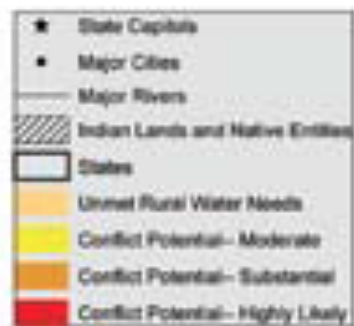 State Capitols
Major Cities
Major Rivers
Indian Lands and Native Entities
States
Unmet Rural Water Needs
Conflict Potential-- Moderate
Conflict Potential-- Substantial
Conflict Potential-- Highly Likely